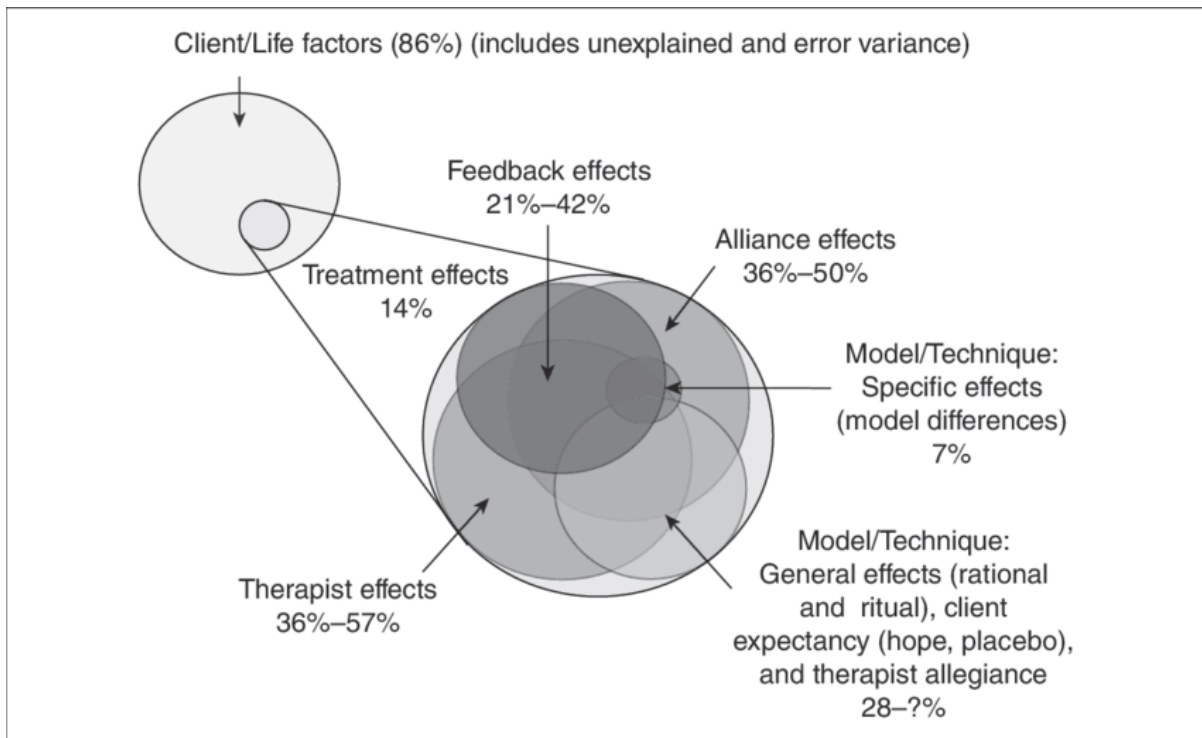 Client/Life factors (86%) (includes unexplained and error variance)
Feedback effects
21%–42%
Alliance effects
36%–50%
Treatment effects
14%
Model/Technique:
Specific effects
(model differences)
7%
Model/Technique:
General effects (rational
and ritual), client
expectancy (hope, placebo),
and therapist allegiance
28–?%
Therapist effects
36%–57%